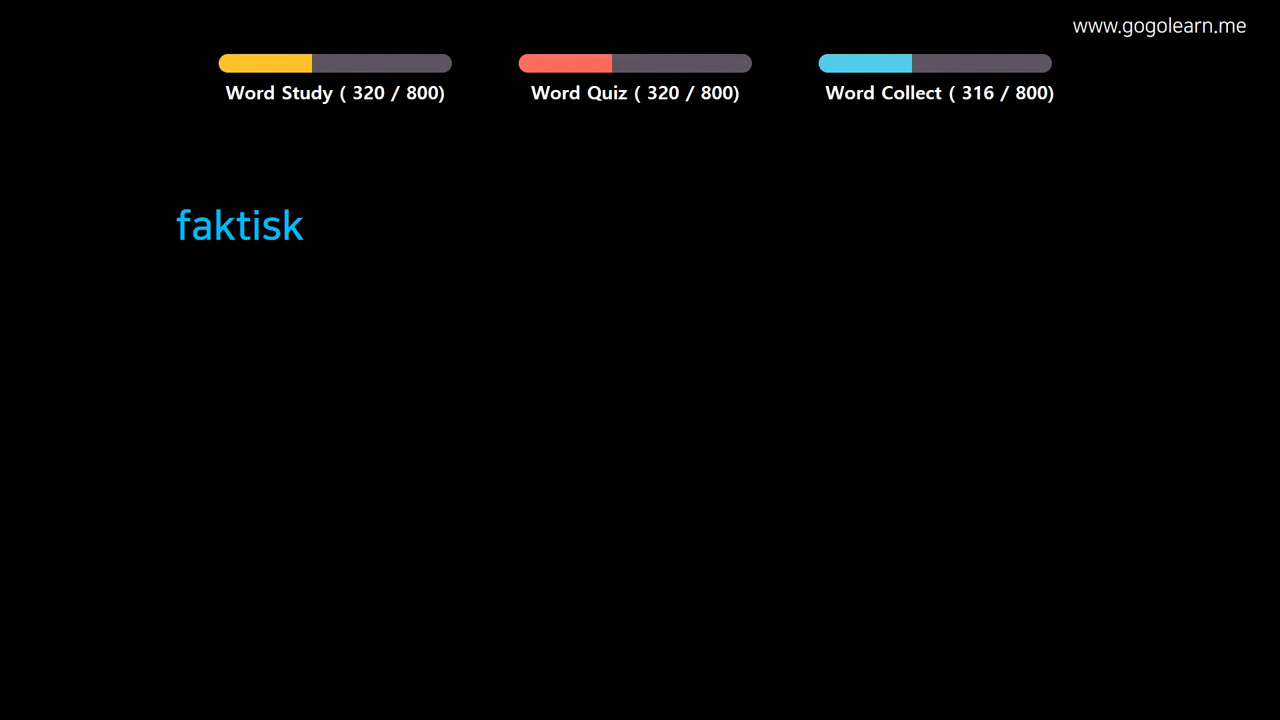 www.gogolearn.me
Word Study ( 320 / 800)
Word Quiz ( 320 / 800)
Word Collect ( 316 / 800)
faktisk